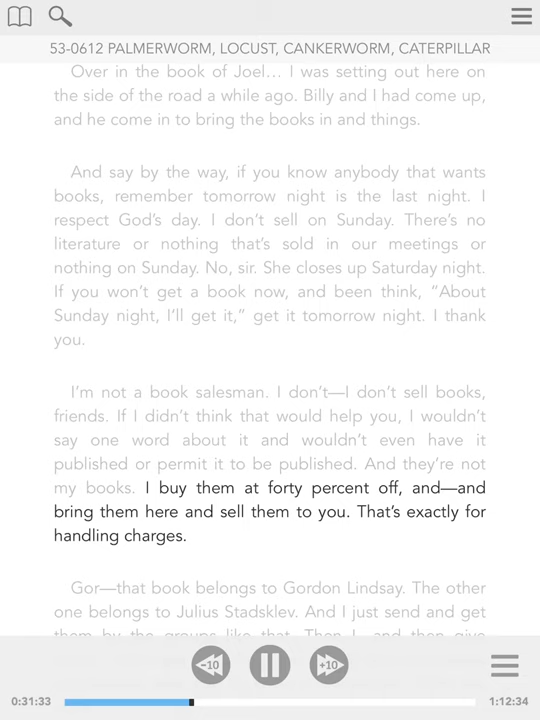 53-0612 PALMERWORM, LOCUST, CANKERWORM, CATERPILLAR
Over in the book of Joel… I was setting out here on
the side of the road a while ago. Billy and I had come up,
and he come in to bring the books in and things.
And say by the way, if you know anybody that wants
books, remember tomorrow night is the last night. I
respect God's day. I don't sell on Sunday. There's no
literature or nothing that's sold in our meetings or
nothing on Sunday. No, sir. She closes up Saturday night.
If you won't get a book now, and been think, "About
Sunday night, I'll get it," get it tomorrow night. I thank
you.
I'm not a book salesman. I don't—I don't sell books,
friends. If I didn't think that would help you, I wouldn't
say one word about it and wouldn't even have it
published or permit it to be published. And they're not
my books. I buy them at forty percent off, and—and
bring them here and sell them to you. That's exactly for
handling charges.
Gor—that book belongs to Gordon Lindsay. The other
one belongs to Julius Stadsklev. And I just send and get
them by the groups like that. Then I, and then give
-10
+10
0:31:33
1:12:34